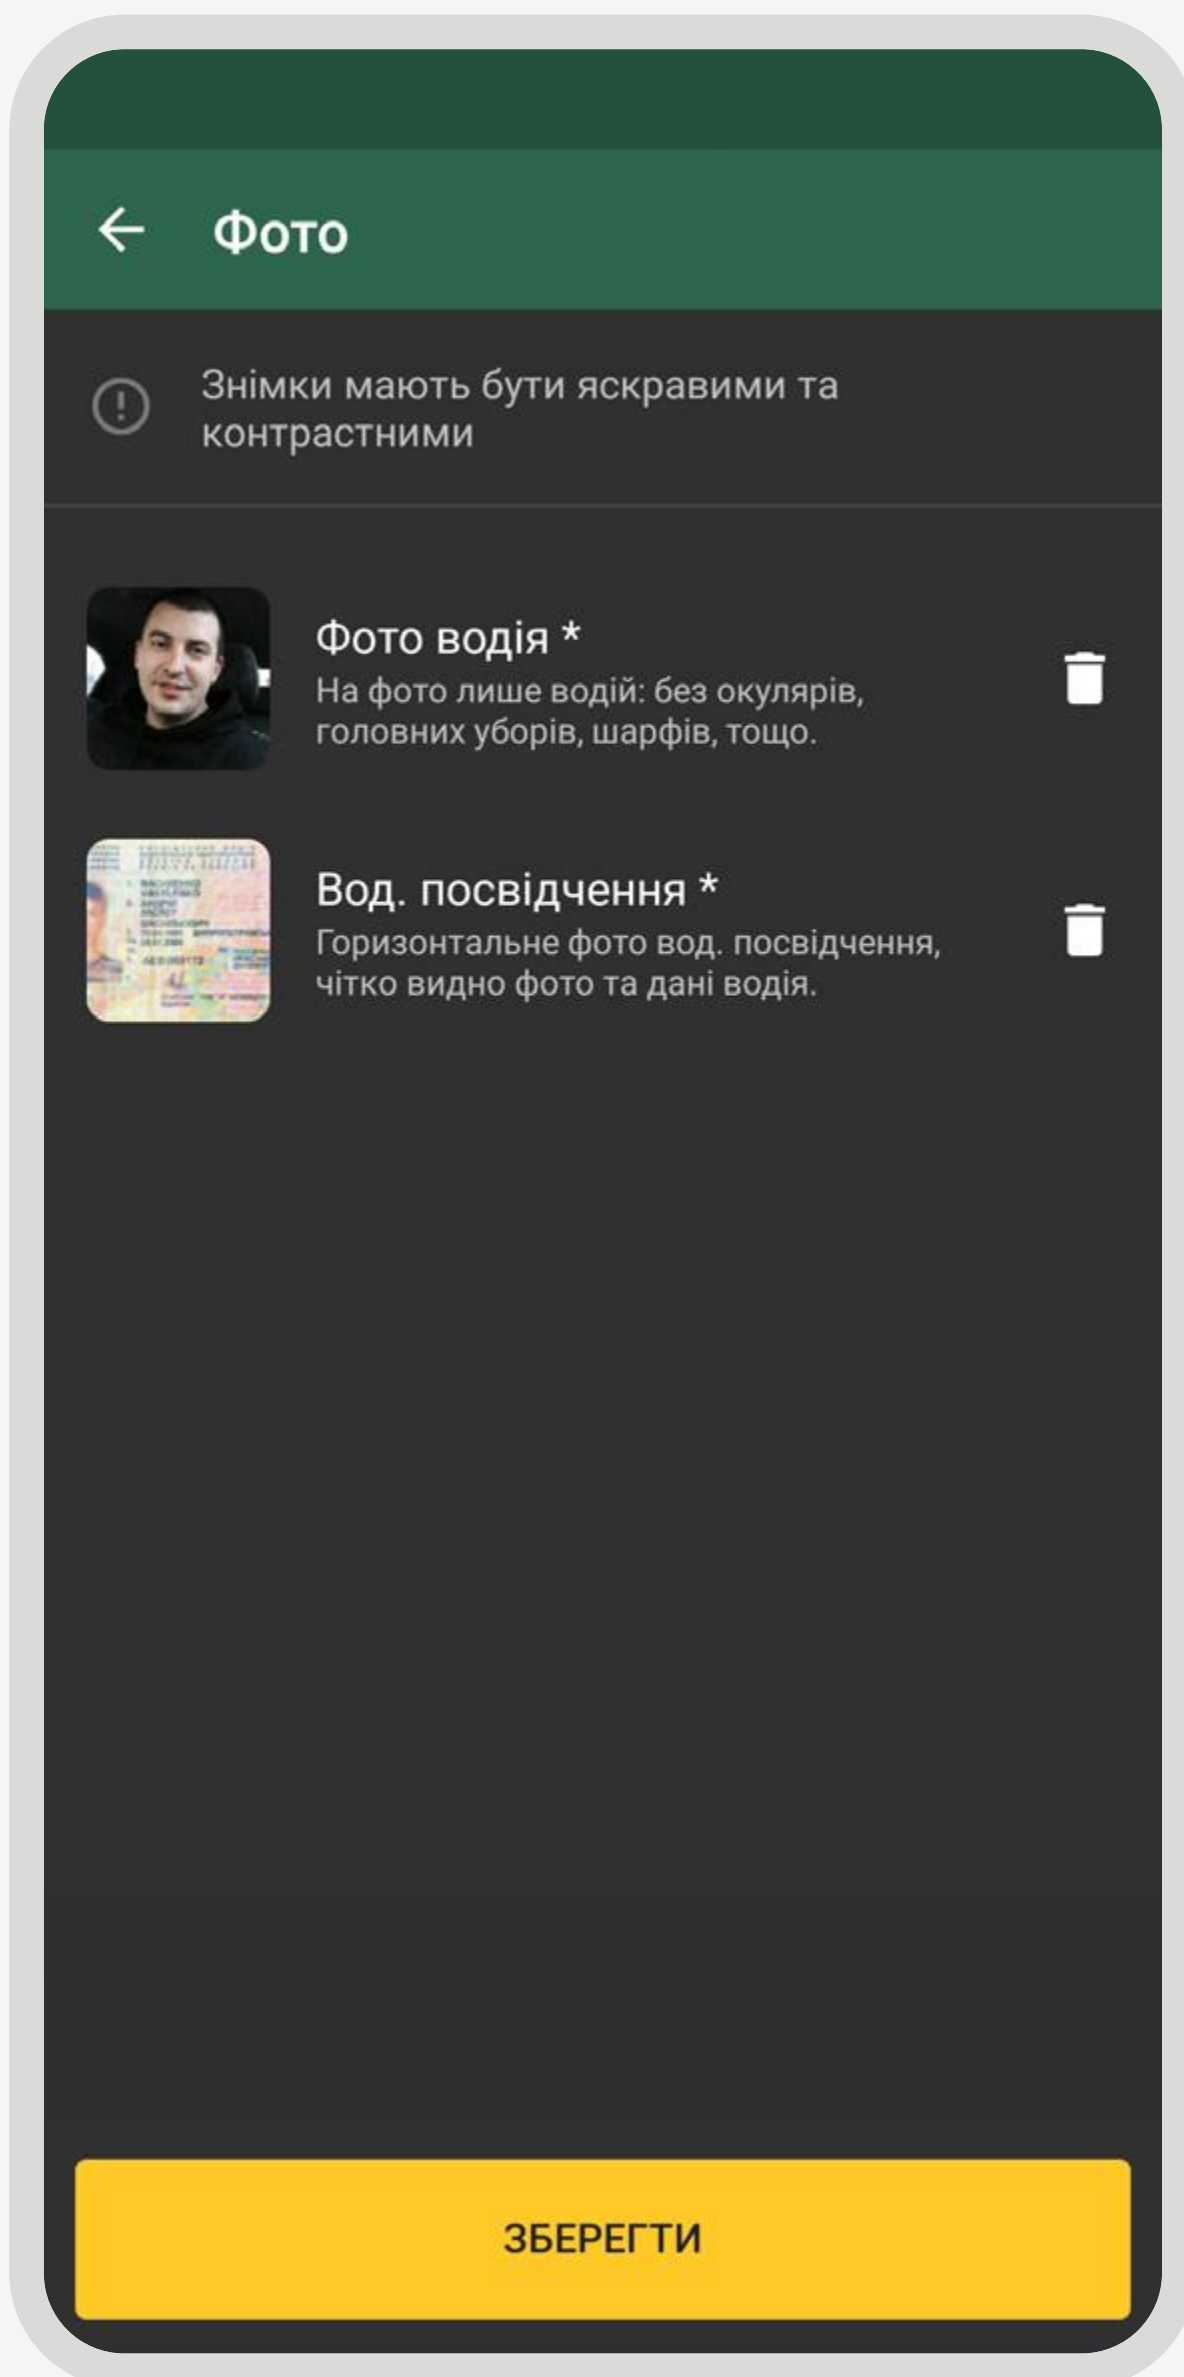 Фото
Знімки мають бути яскравими та
контрастними
Фото водія *
На фото лише водій: без окулярів,
головних уборів, шарфів, тощо.
Вод. посвідчення *
Горизонтальне фото вод. посвідчення,
чітко видно фото та дані водія.
ЗБЕРЕГТИ